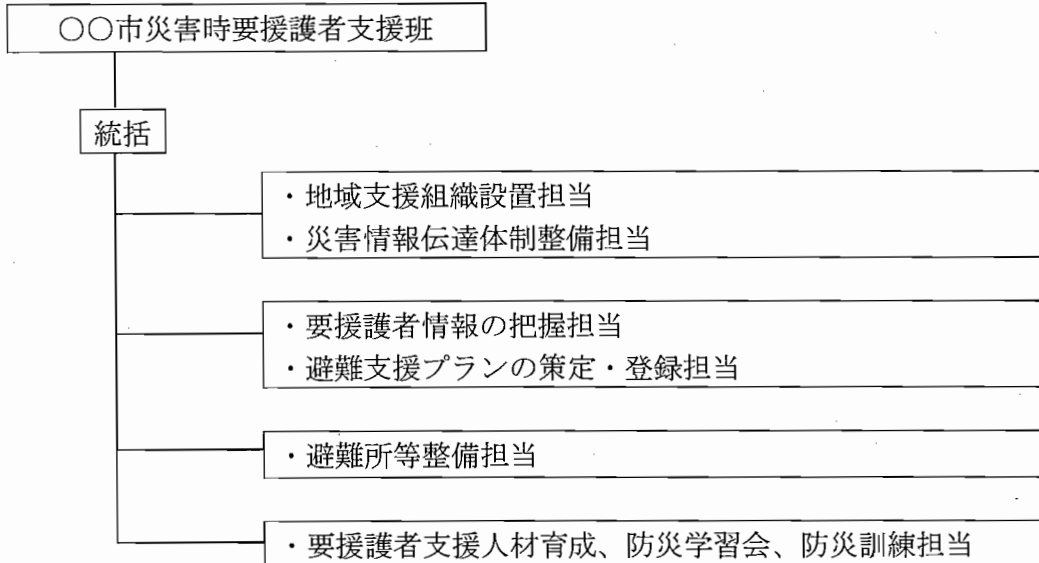 〇〇市災害時要援護者支援班
統括
・地域支援組織設置担当
・災害情報伝達体制整備担当
・要援護者情報の把握担当
・避難支援プランの策定・登録担当
・避難所等整備担当
・要援護者支援人材育成、防災学習会、防災訓練担当